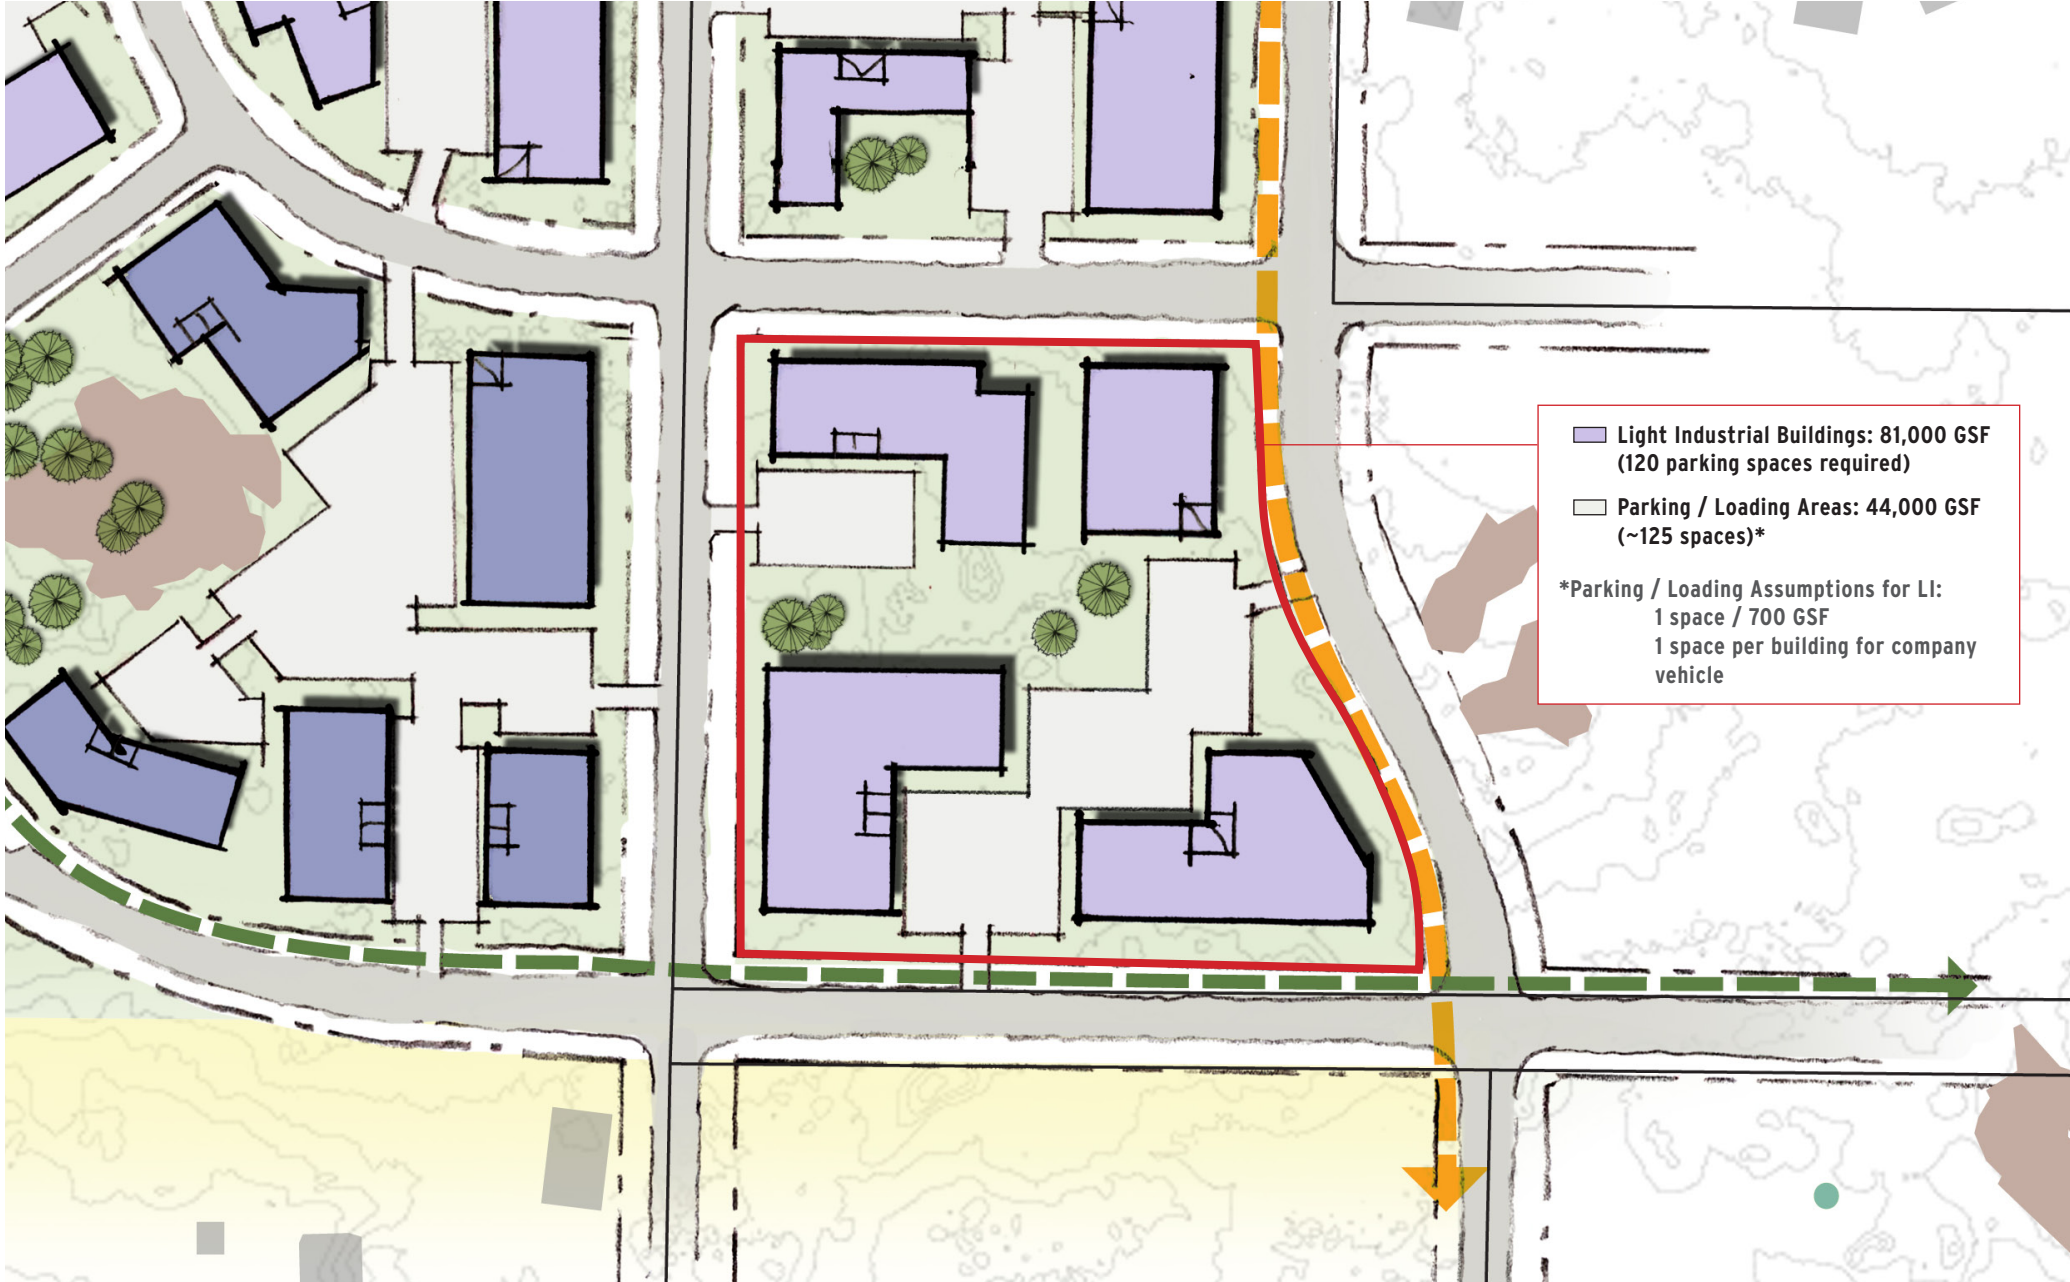 Light Industrial Buildings: 81,000 GSF
(120 parking spaces required)
Parking / Loading Areas: 44,000 GSF
(~125 spaces)*
*Parking / Loading Assumptions for LI:
1 space / 700 GSF
1 space per building for company
vehicle